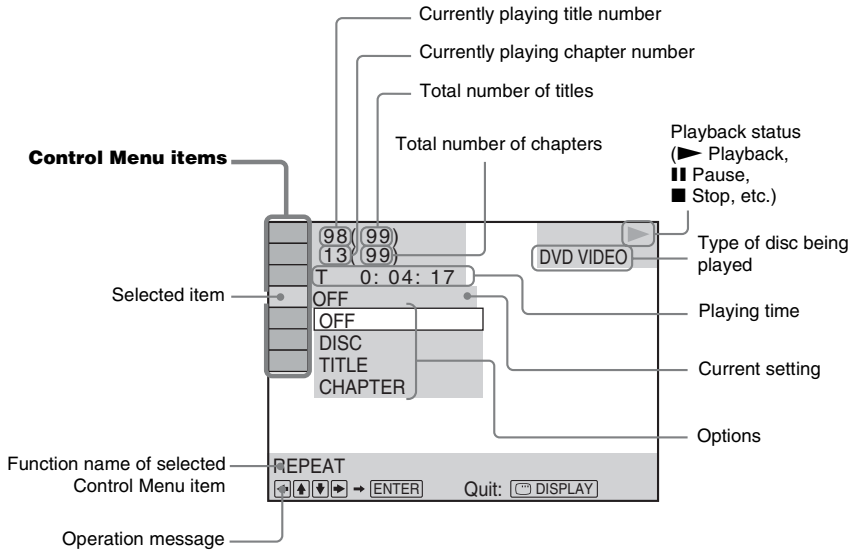 Currently playing title number
Currently playing chapter number
Total number of titles
Total number of chapters
Playback status
(► Playback,
❚❚ Pause,
■ Stop, etc.)
Control Menu items
98( 99)
13( 99)
T 0: 04: 17
DVD VIDEO
Type of disc being
played
Selected item
OFF
OFF
DISC
TITLE
CHAPTER
Playing time
Current setting
Options
Function name of selected
Control Menu item
REPEAT
ENTER Quit: DISPLAY
Operation message